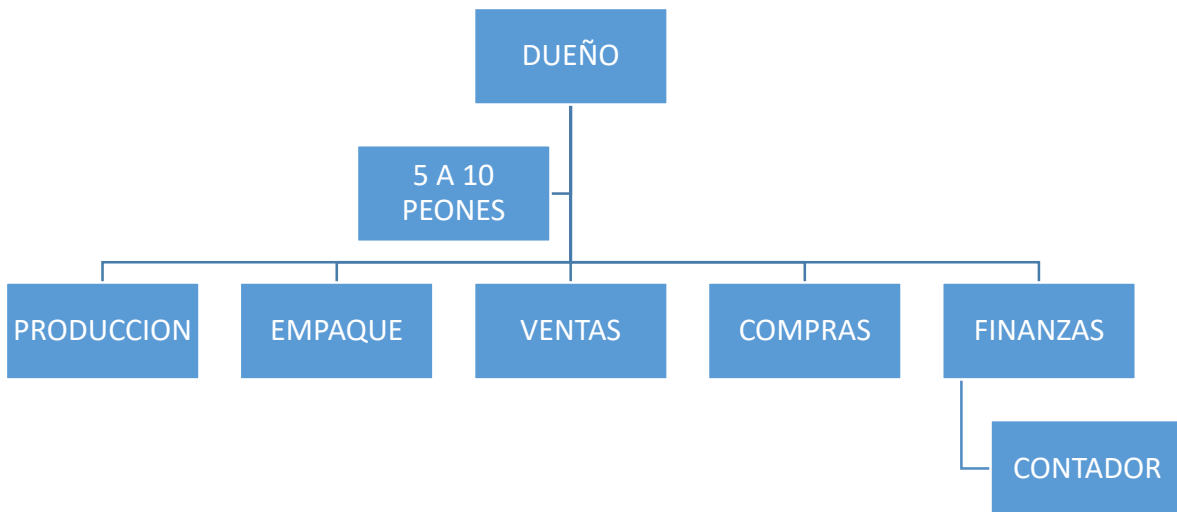 DUEÑO
5 A 10
PEONES
PRODUCCION
EMPAQUE
VENTAS
COMPRAS
FINANZAS
CONTADOR